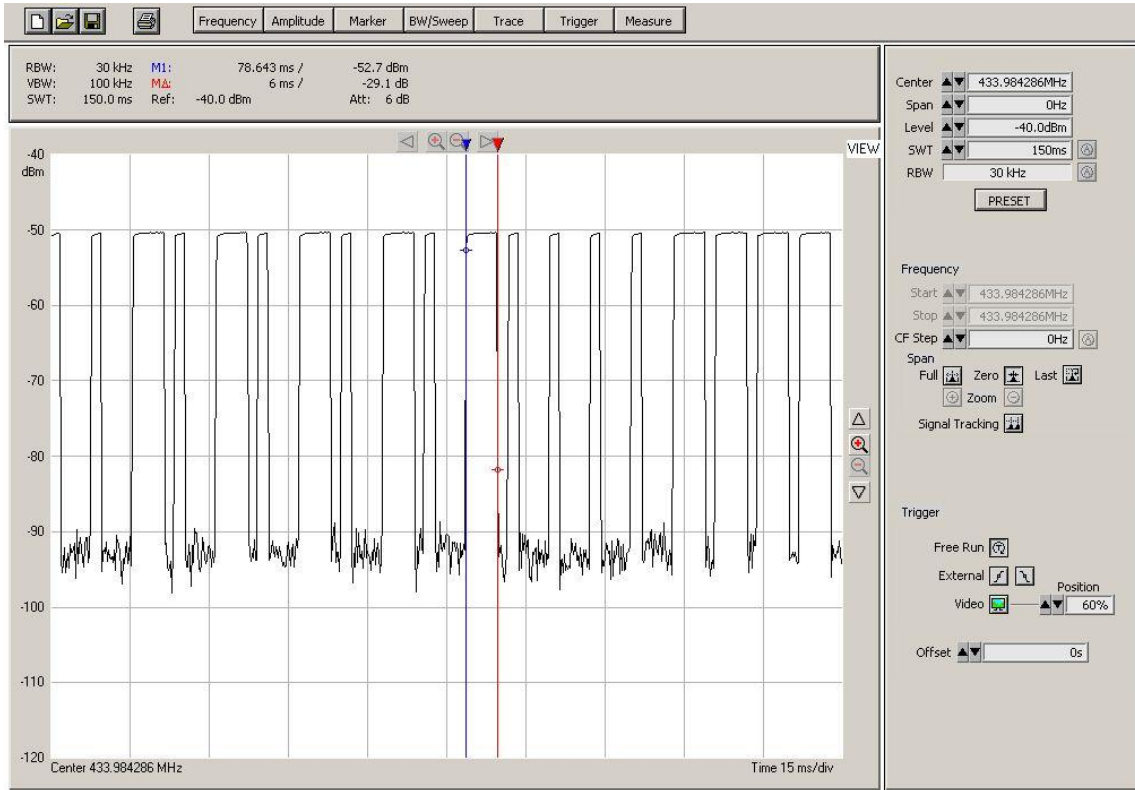 Frequency Amplitude Marker BW/Sweep Trace Trigger Measure
RBW: 30 kHz M1: 78.643 ms / -52.7 dBm
VBW: 100 kHz MΔ: 6 ms / -29.1 dB
SWT: 150.0 ms Ref: -40.0 dBm Att: 6 dB
VIEW
-40
dBm
-50
-60
-70
-80
-90
-100
-110
-120
Center 433.984286 MHz
Time 15 ms/div
Center 433.984286MHz
Span 0Hz
Level -40.0dBm
SWT 150ms
RBW 30 kHz
PRESET
Frequency
Start 433.984286MHz
Stop 433.984286MHz
CF Step 0Hz
Span
Full Zero Last
Zoom
Signal Tracking
Trigger
Free Run
External
Position
Video 60%
Offset 0s